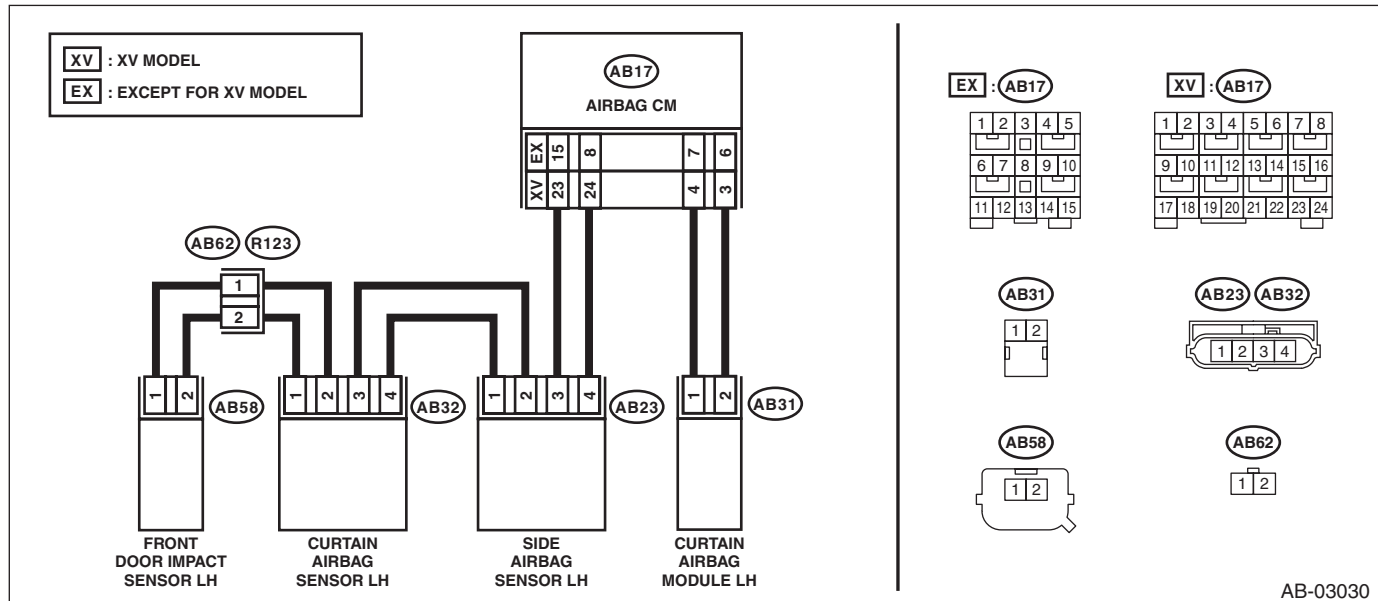 XV : XV MODEL
EX : EXCEPT FOR XV MODEL
AB17
AIRBAG CM
EX 15 8 7 6
XV 23 24 4 3
AB62 R123
1
2
1 2 AB58
1 2 3 4 AB32
1 2 3 4 AB23
1 2 AB31
FRONT
DOOR IMPACT
SENSOR LH
CURTAIN
AIRBAG
SENSOR LH
SIDE
AIRBAG
SENSOR LH
CURTAIN
AIRBAG
MODULE LH
EX : AB17
1 2 3 4 5
6 7 8 9 10
11 12 13 14 15
XV : AB17
1 2 3 4 5 6 7 8
9 10 11 12 13 14 15 16
17 18 19 20 21 22 23 24
AB31
1 2
AB23 AB32
1 2 3 4
AB58
1 2
AB62
1 2
AB-03030